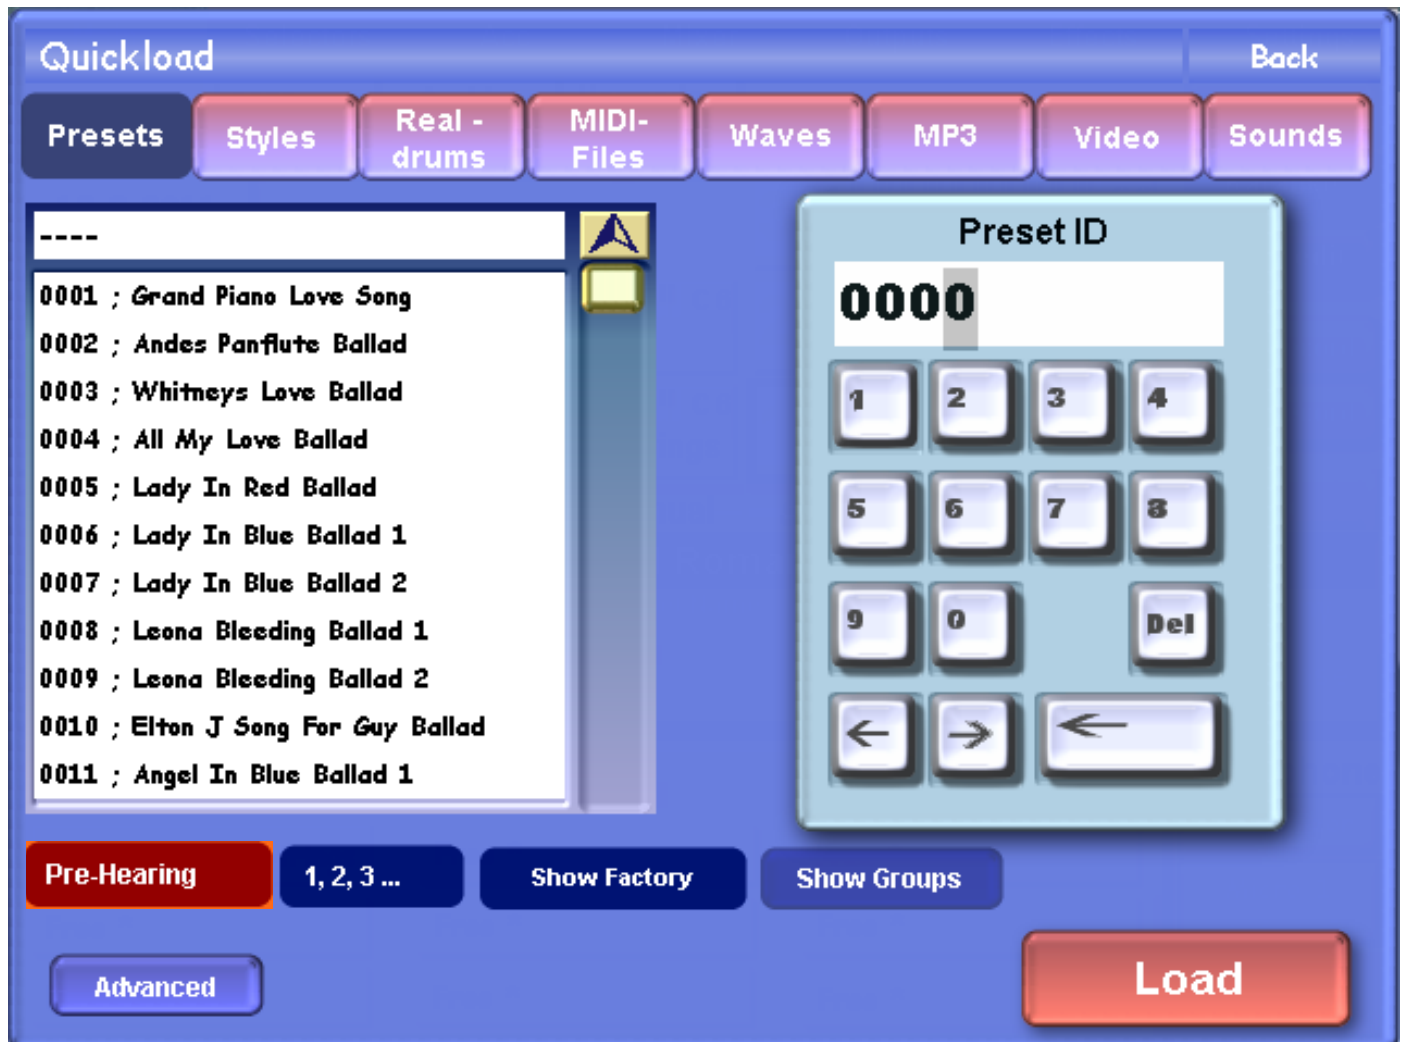 Quickload
Back
Presets
Styles
Real -
drums
MIDI-
Files
Waves
MP3
Video
Sounds
----
0001 ; Grand Piano Love Song
0002 ; Andes Panflute Ballad
0003 ; Whitneys Love Ballad
0004 ; All My Love Ballad
0005 ; Lady In Red Ballad
0006 ; Lady In Blue Ballad 1
0007 ; Lady In Blue Ballad 2
0008 ; Leona Bleeding Ballad 1
0009 ; Leona Bleeding Ballad 2
0010 ; Elton J Song For Guy Ballad
0011 ; Angel In Blue Ballad 1
Preset ID
0000
1 2 3 4
5 6 7 8
9 0 Del
← → ←
Pre-Hearing
1, 2, 3 ...
Show Factory
Show Groups
Advanced
Load